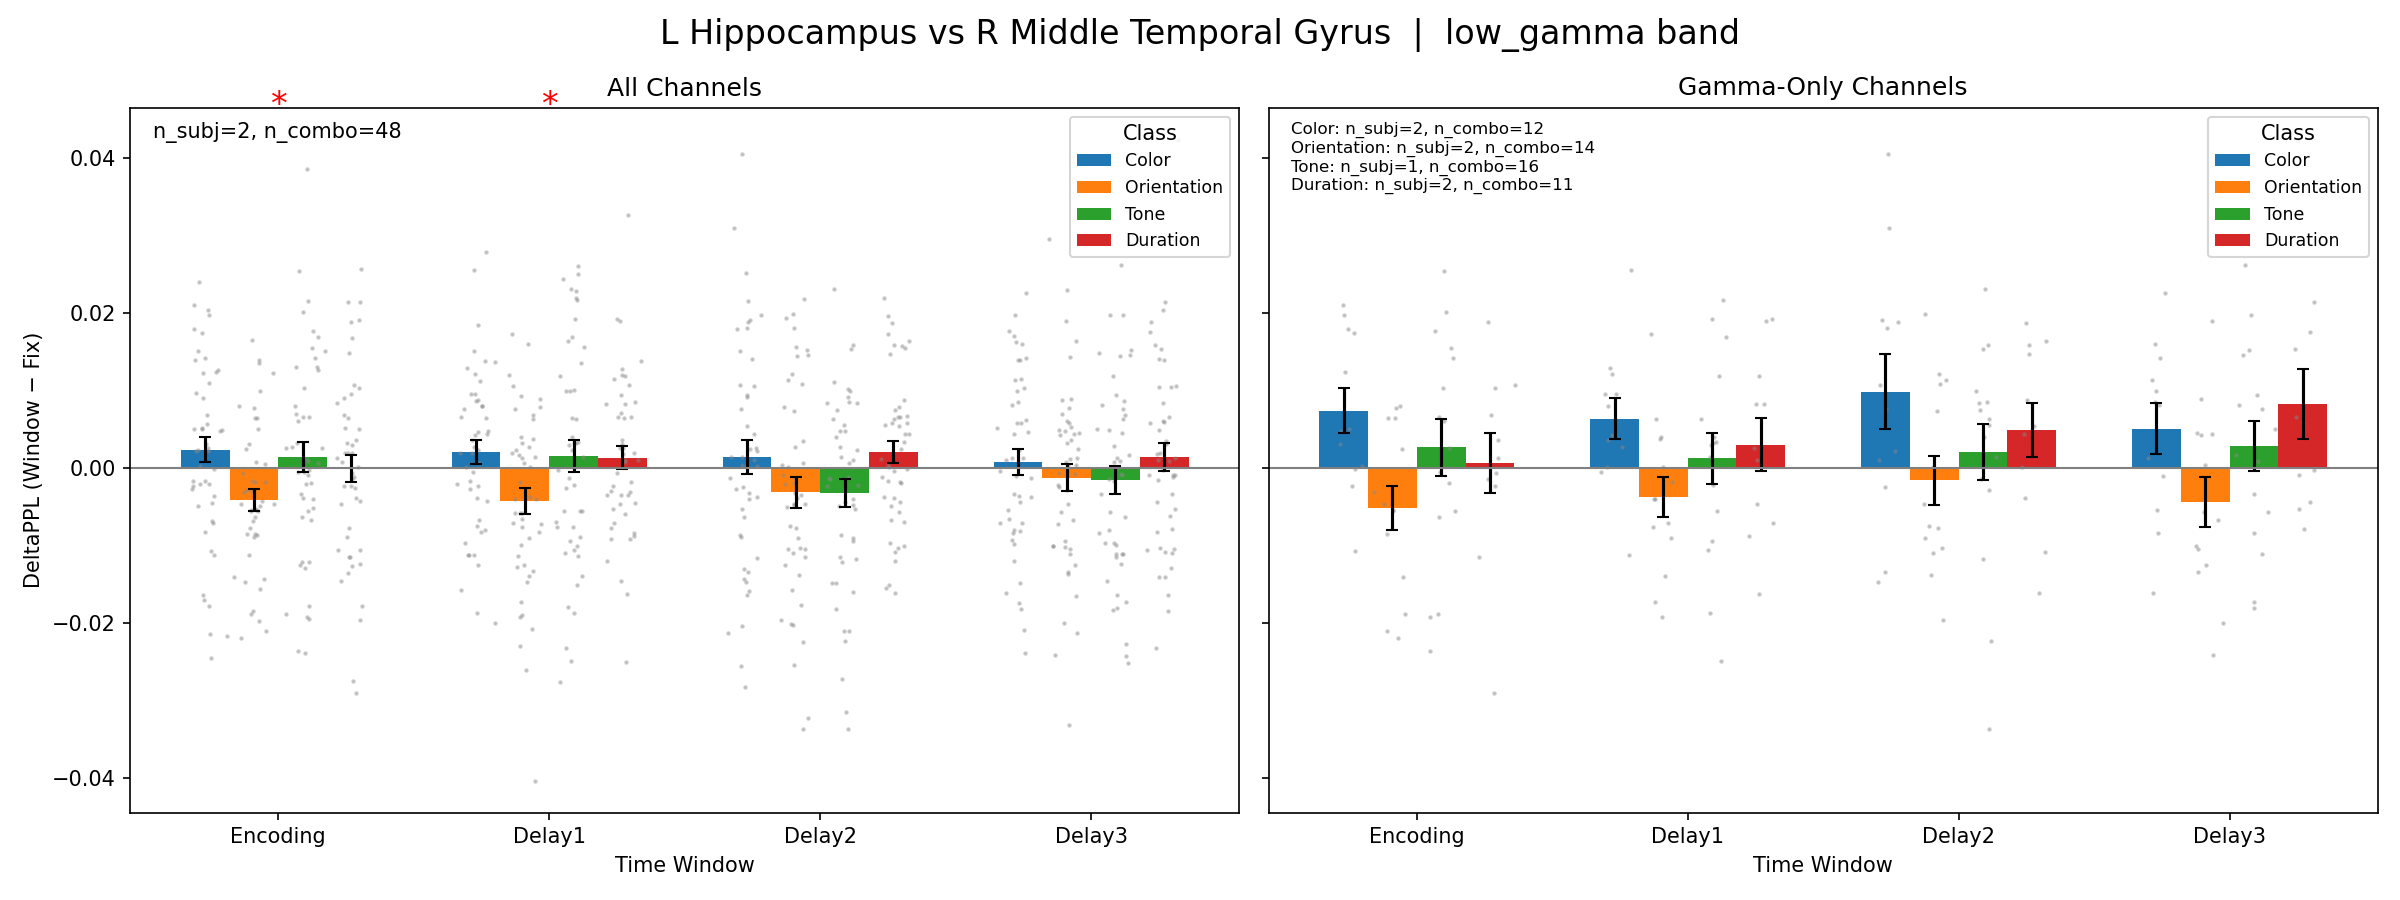 L Hippocampus vs R Middle Temporal Gyrus | low_gamma band
All Channels
* *
n_subj=2, n_combo=48
Class
Color
Orientation
Tone
Duration
DeltaPPL (Window − Fix)
0.04
0.02
0.00
−0.02
−0.04
Encoding Delay1 Delay2 Delay3
Time Window
Gamma-Only Channels
Color: n_subj=2, n_combo=12
Orientation: n_subj=2, n_combo=14
Tone: n_subj=1, n_combo=16
Duration: n_subj=2, n_combo=11
Class
Color
Orientation
Tone
Duration
Encoding Delay1 Delay2 Delay3
Time Window